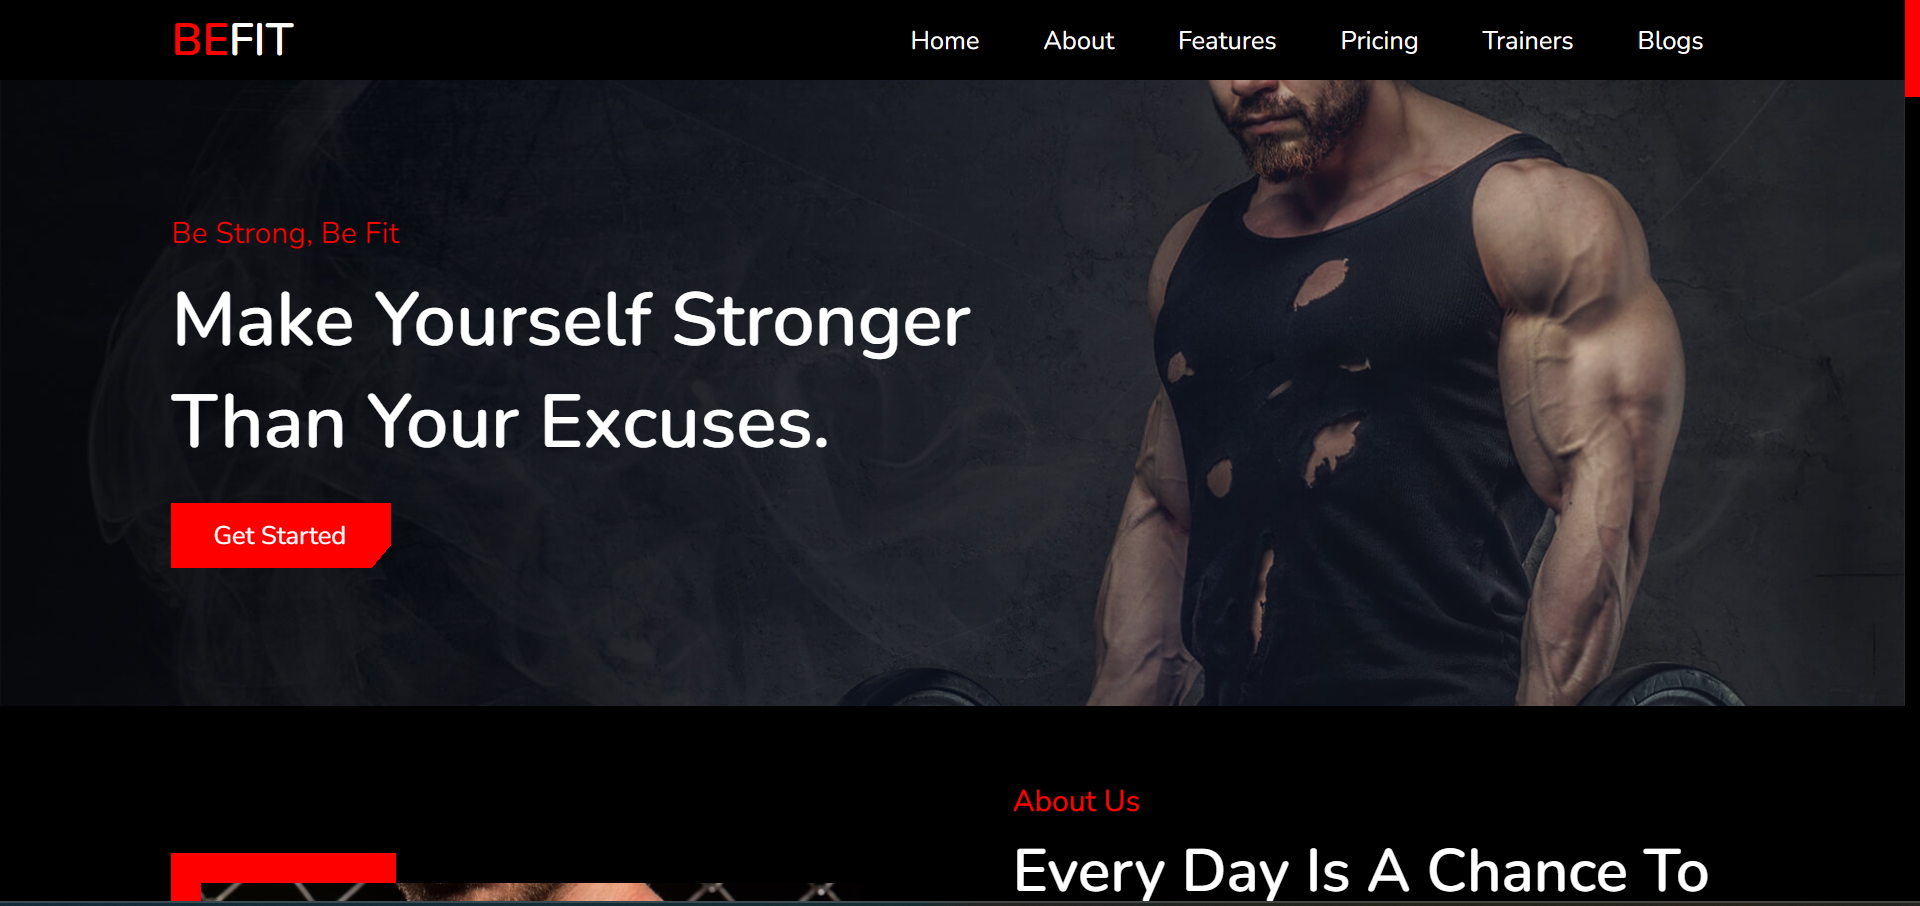 BEFIT
Home About Features Pricing Trainers Blogs
Be Strong, Be Fit
Make Yourself Stronger
Than Your Excuses.
Get Started
About Us
Every Day Is A Chance To